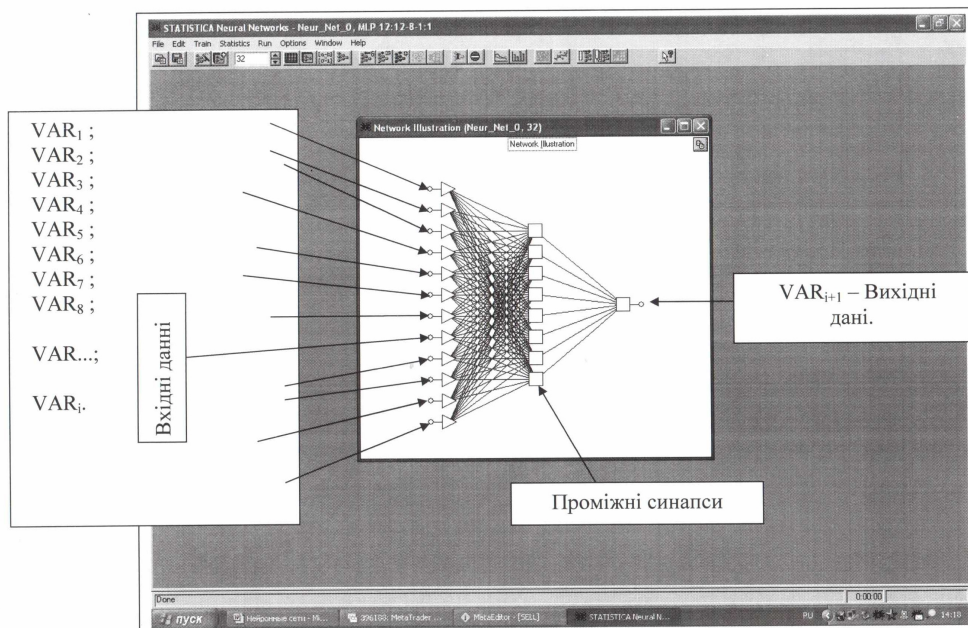 STATISTICA Neural Networks - Neur_Net_0, MLP 12:12-8-1:1
File Edit Train Statistics Run Options Window Help
32
VAR₁ ;
VAR₂ ;
VAR₃ ;
VAR₄ ;
VAR₅ ;
VAR₆ ;
VAR₇ ;
VAR₈ ;
VAR...;
VARᵢ.
Вхідні данні
Network Illustration (Neur_Net_0, 32)
Network Illustration
VARᵢ₊₁ – Вихідні
дані.
Проміжні синапси
Done
0:00:00
пуск
Нейронные сети - Mi...
396188: MetaTrader ...
MetaEditor - [SELL]
STATISTICA Neural N...
RU
14:18